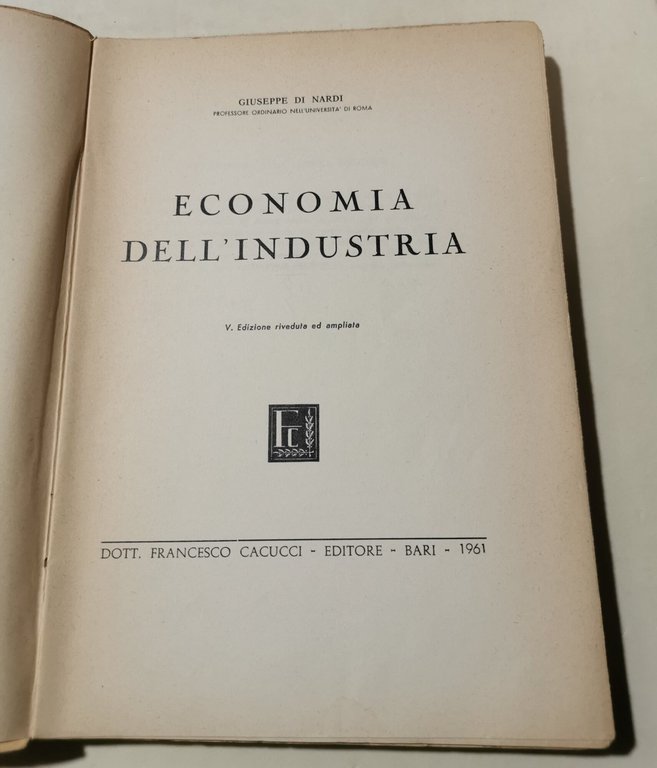 GIUSEPPE DI NARDI
PROFESSORE ORDINARIO NELL'UNIVERSITA' DI ROMA
ECONOMIA
DELL'INDUSTRIA
V. Edizione riveduta ed ampliata
FC
DOTT. FRANCESCO CACUCCI - EDITORE - BARI - 1961